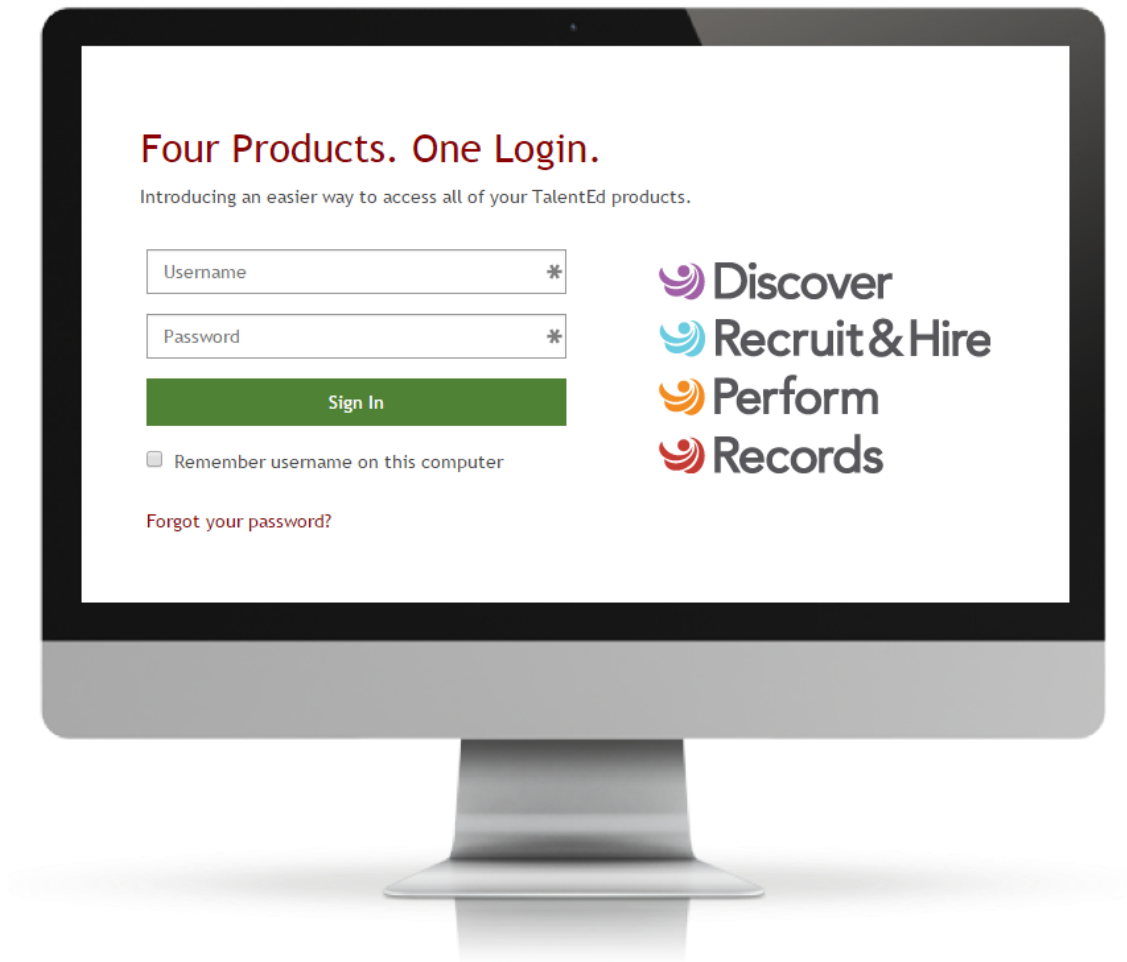 Four Products. One Login.
Introducing an easier way to access all of your TalentEd products.
Username
Password
Sign In
Remember username on this computer
Forgot your password?
Discover
Recruit & Hire
Perform
Records